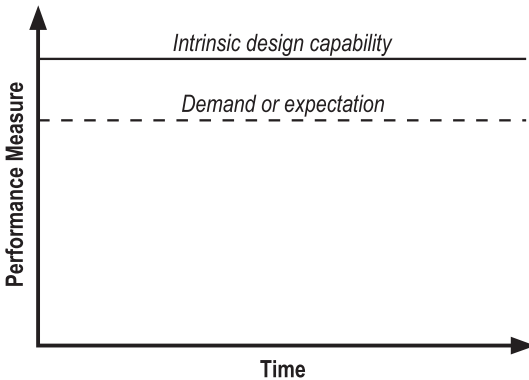 Intrinsic design capability
Demand or expectation
Performance Measure
Time